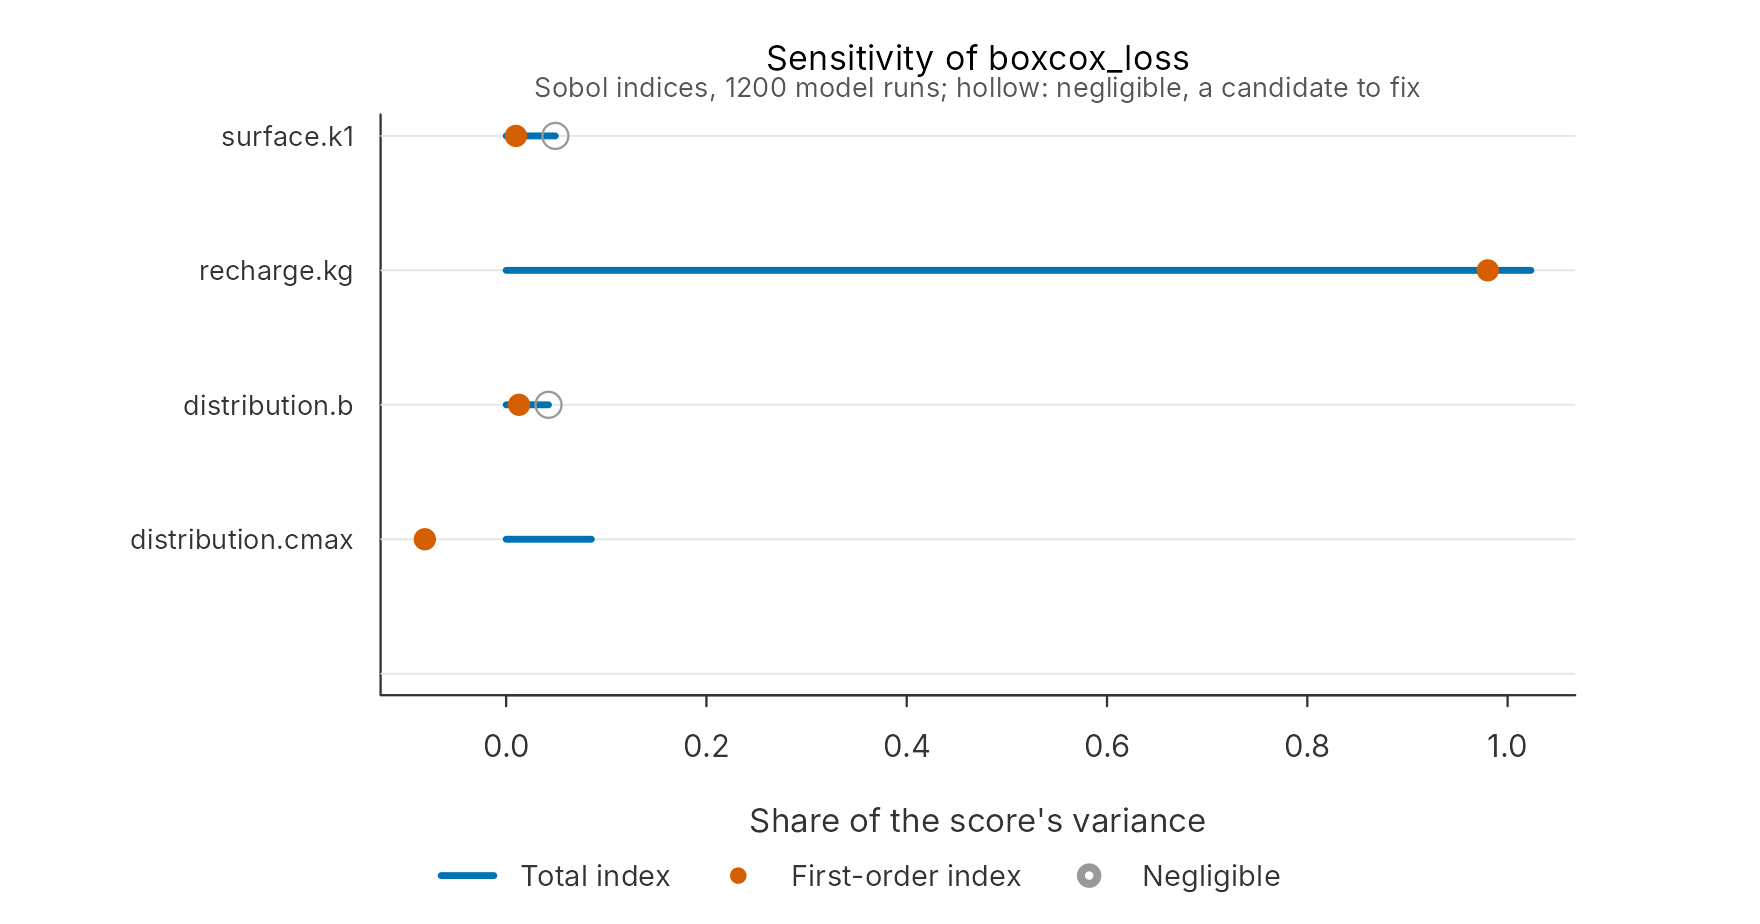 Sensitivity of boxcox_loss
Sobol indices, 1200 model runs; hollow: negligible, a candidate to fix
surface.k1
recharge.kg
distribution.b
distribution.cmax
0.0 0.2 0.4 0.6 0.8 1.0
Share of the score's variance
Total index First-order index Negligible